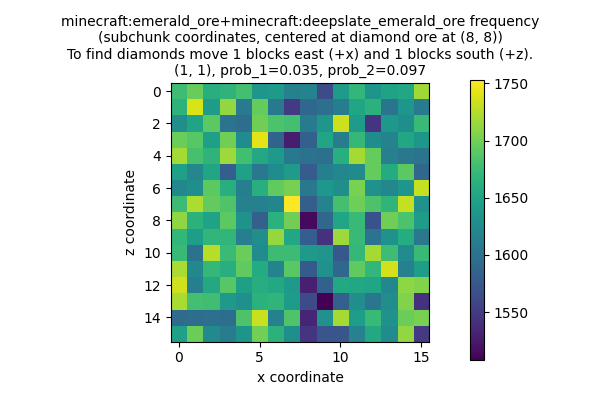 minecraft:emerald_ore+minecraft:deepslate_emerald_ore frequency
(subchunk coordinates, centered at diamond ore at (8, 8))
To find diamonds move 1 blocks east (+x) and 1 blocks south (+z).
(1, 1), prob_1=0.035, prob_2=0.097
0
2
4
6
8
10
12
14
z coordinate
0
5
10
15
x coordinate
1750
1700
1650
1600
1550